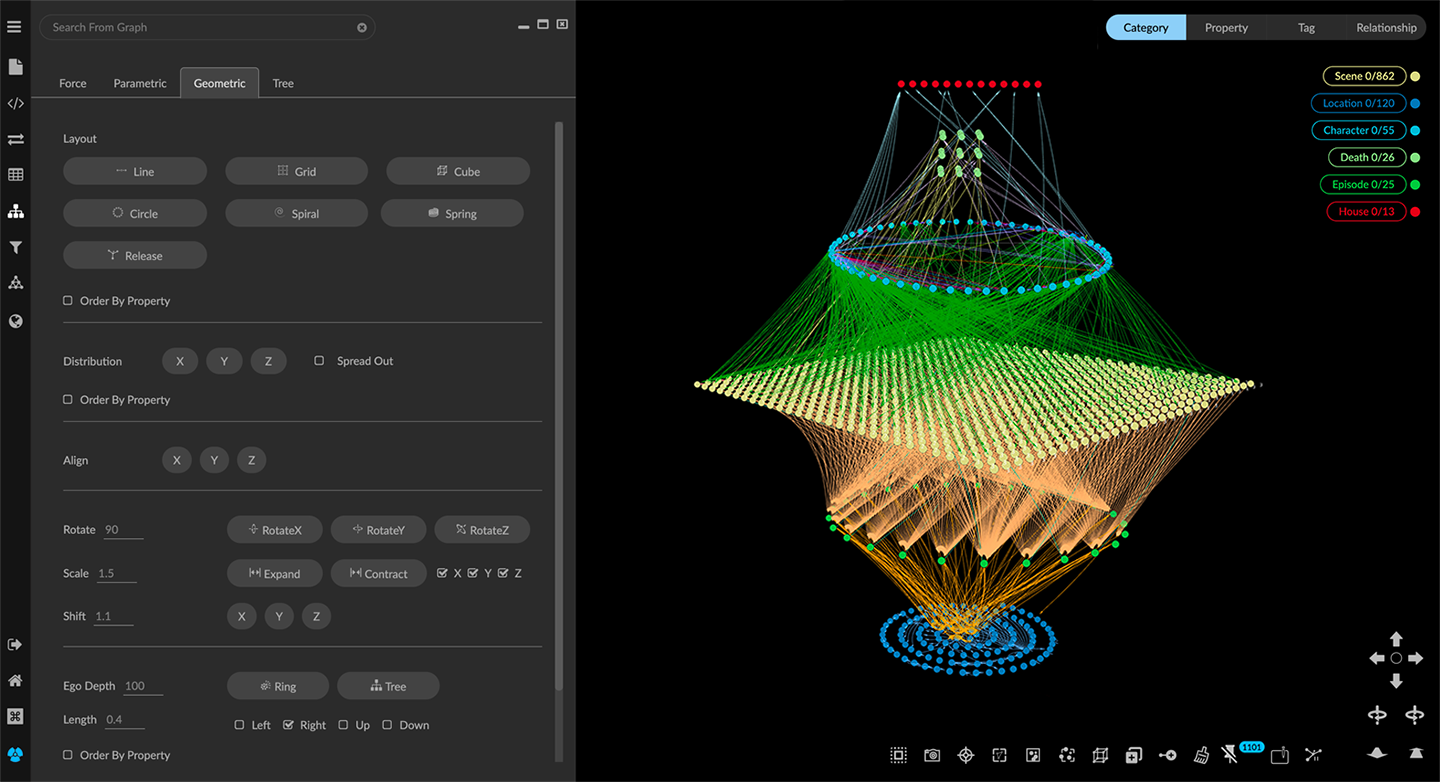 Search From Graph
Force Parametric Geometric Tree
Layout
Line Grid Cube
Circle Spiral Spring
Release
Order By Property
Distribution X Y Z Spread Out
Order By Property
Align X Y Z
Rotate 90 RotateX RotateY RotateZ
Scale 1.5 Expand Contract X Y Z
Shift 1.1 X Y Z
Ego Depth 100 Ring Tree
Length 0.4 Left Right Up Down
Order By Property
Category Property Tag Relationship
Scene 0/862
Location 0/120
Character 0/55
Death 0/26
Episode 0/25
House 0/13
1101